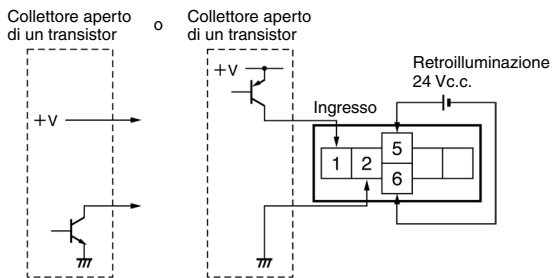 Collettore aperto
di un transistor
o
Collettore aperto
di un transistor
+V
+V
Ingresso
Retroilluminazione
24 Vc.c.
1
2
5
6